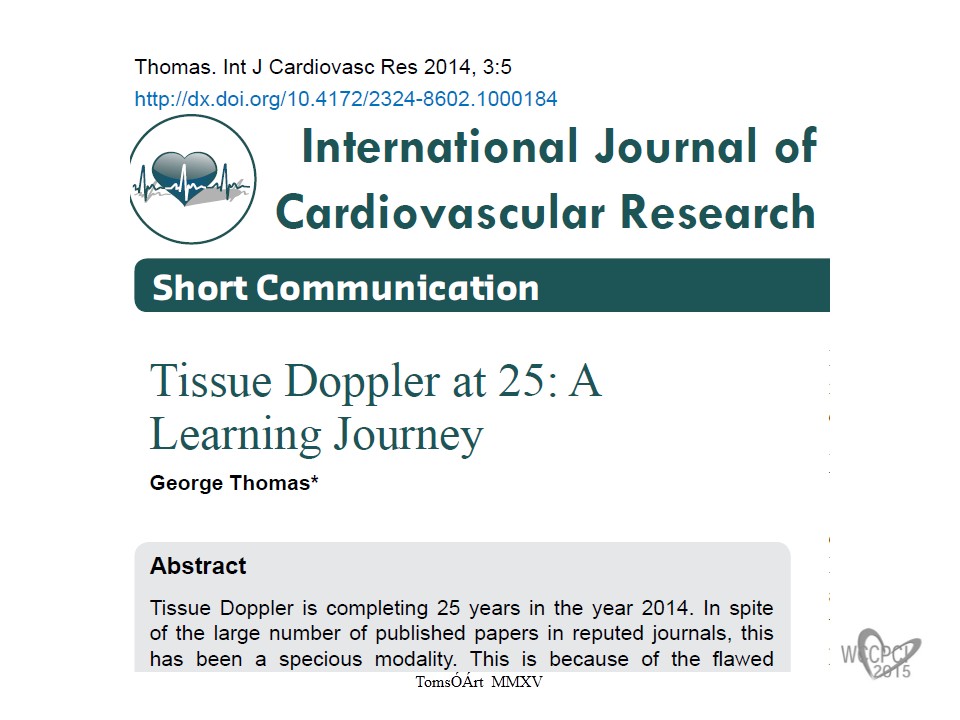 Thomas. Int J Cardiovasc Res 2014, 3:5
http://dx.doi.org/10.4172/2324-8602.1000184
International Journal of
Cardiovascular Research
Short Communication
Tissue Doppler at 25: A
Learning Journey
George Thomas*
Abstract
Tissue Doppler is completing 25 years in the year 2014. In spite
of the large number of published papers in reputed journals, this
has been a specious modality. This is because of the flawed
TomsÓÁrt MMXV
WCCPCI
2015